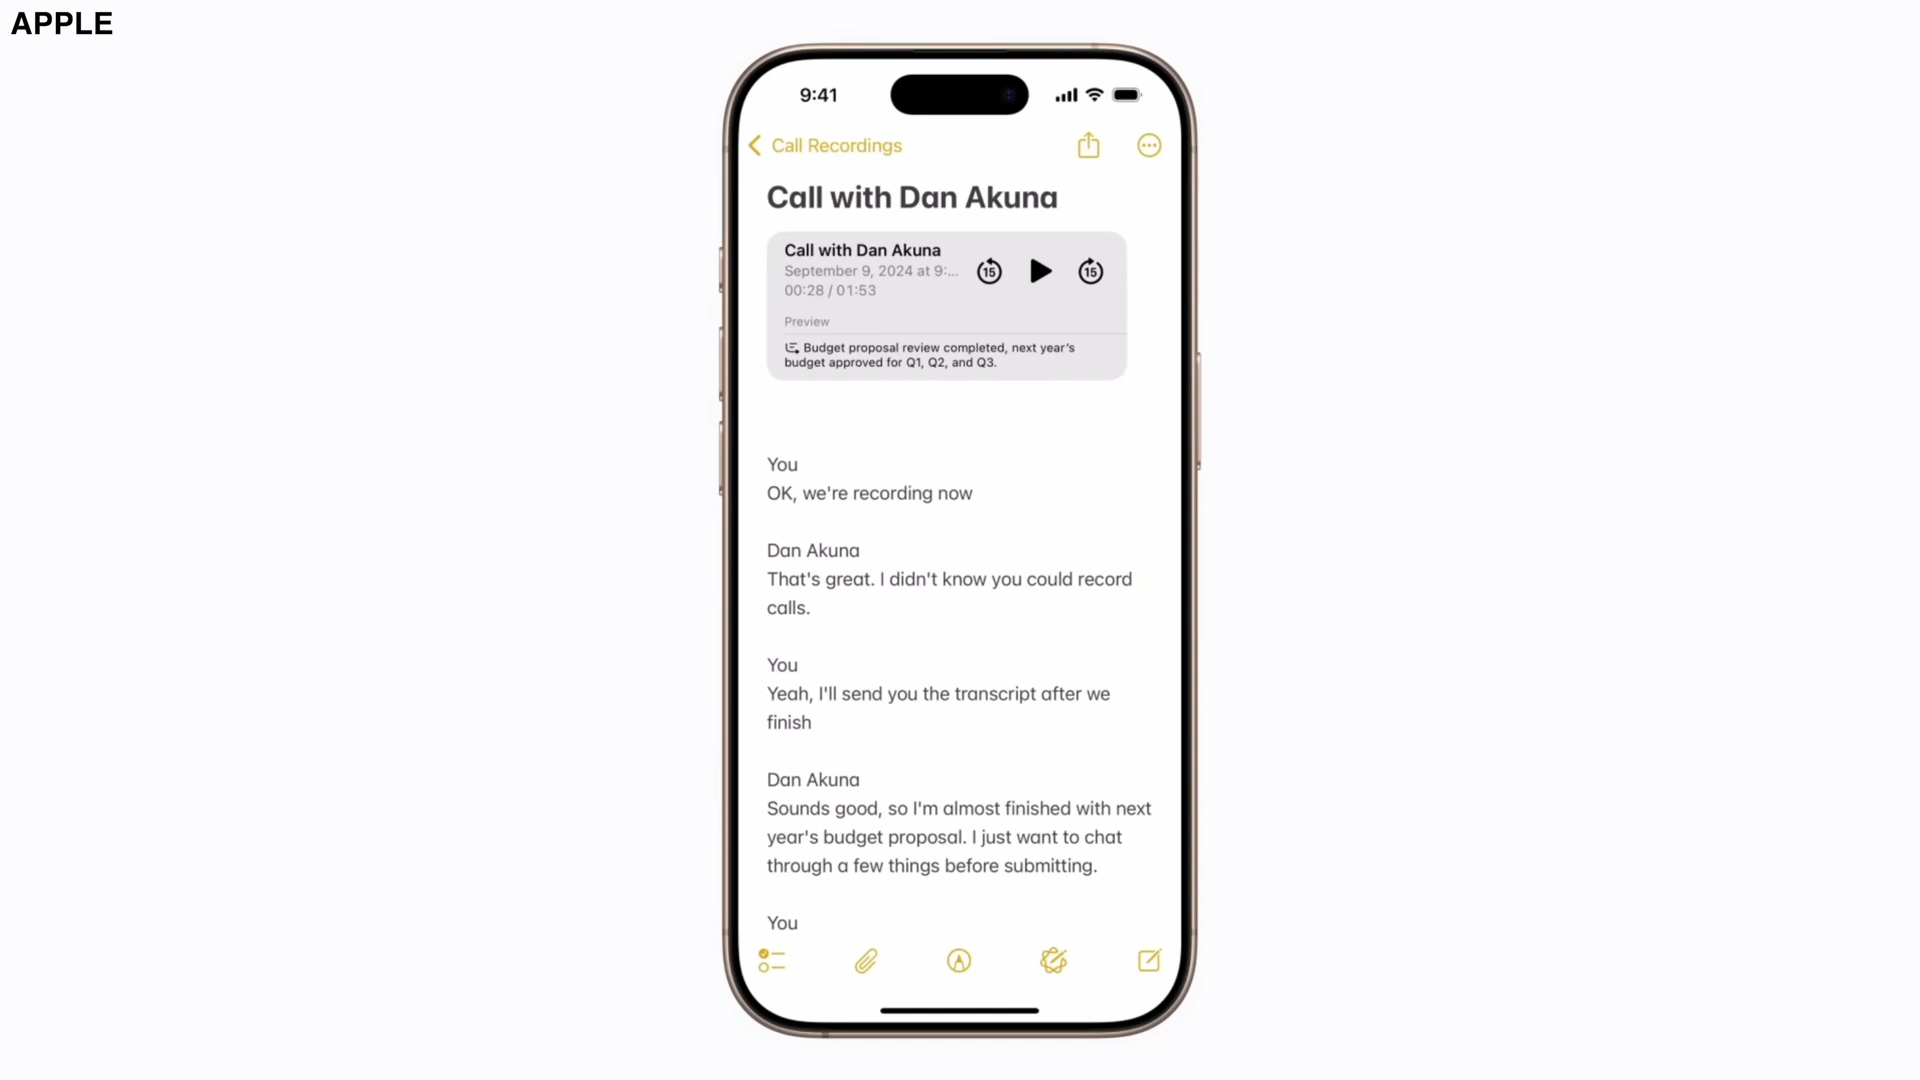 APPLE
9:41
Call Recordings
Call with Dan Akuna
Call with Dan Akuna
September 9, 2024 at 9:...
00:28 / 01:53
15
15
Preview
Budget proposal review completed, next year's
budget approved for Q1, Q2, and Q3.
You
OK, we're recording now
Dan Akuna
That's great. I didn't know you could record
calls.
You
Yeah, I'll send you the transcript after we
finish
Dan Akuna
Sounds good, so I'm almost finished with next
year's budget proposal. I just want to chat
through a few things before submitting.
You